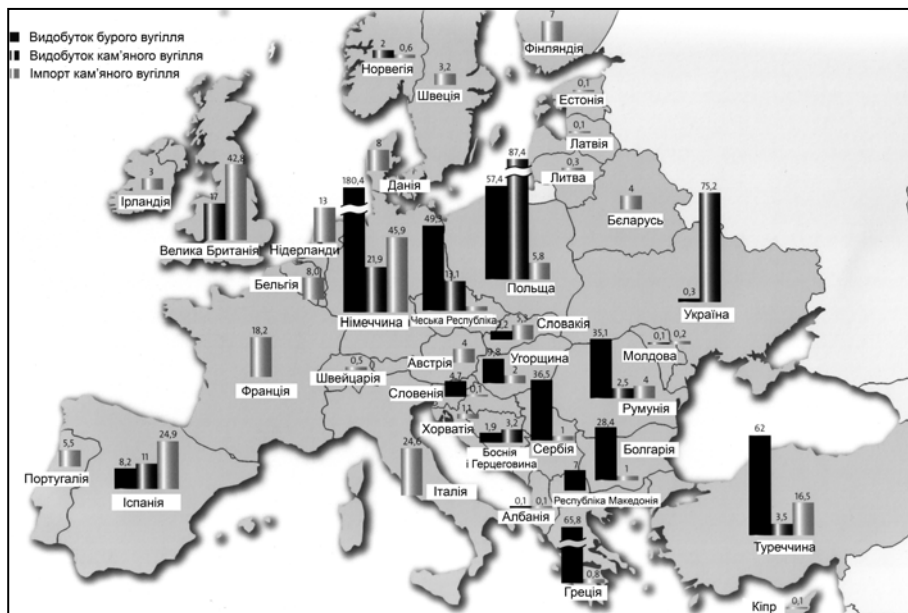 Видобуток бурого вугілля
Видобуток кам'яного вугілля
Імпорт кам'яного вугілля
7
Фінляндія
2
0,6
Норвегія
3,2
Швеція
0,1
Естонія
0,1
Латвія
0,3
Литва
4
Бєларусь
3
Ірландія
17
42,8
Велика Британія
8
Данія
13
Нідерланди
8,0
Бельгія
180,4
21,9
45,9
Німеччина
49,3
13,1
Чеська Республіка
57,4
87,4
5,8
Польща
0,3
75,2
Україна
Словакія
18,2
Франція
0,5
0
Швейцарія
4
Австрія
2
Угорщина
0,1
0,2
Молдова
35,1
2,5
4
Румунія
4,7
0,1
Словенія
1,1
Хорватія
1,9
3,2
Боснія
і Герцеговина
36,5
1
Сербія
28,4
1
Болгарія
7
Республіка Македонія
5,5
Португалія
8,2
11
24,9
Іспанія
24,6
Італія
0,1
0,1
Албанія
65,8
0,8
Греція
62
3,5
16,5
Туреччина
0,1
Кіпр